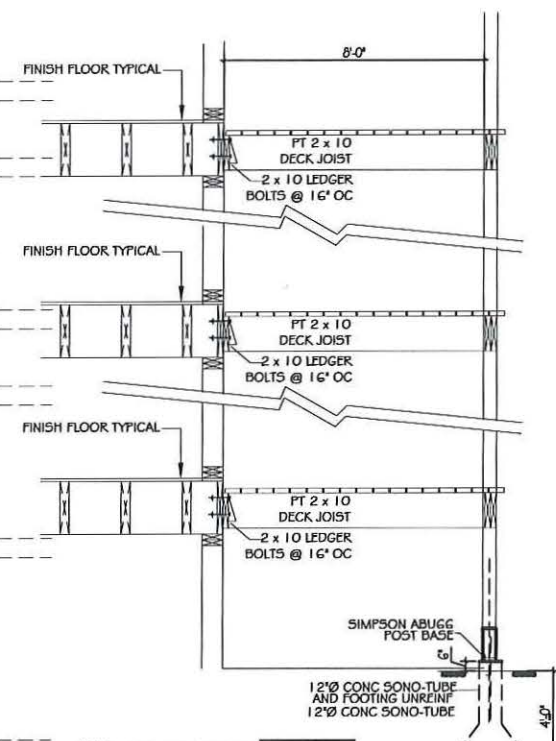 8'-0"
FINISH FLOOR TYPICAL
PT 2 x 10
DECK JOIST
2 x 10 LEDGER
BOLTS @ 16" OC
FINISH FLOOR TYPICAL
PT 2 x 10
DECK JOIST
2 x 10 LEDGER
BOLTS @ 16" OC
FINISH FLOOR TYPICAL
PT 2 x 10
DECK JOIST
2 x 10 LEDGER
BOLTS @ 16" OC
SIMPSON ABUGG
POST BASE
6"
12"Ø CONC SONO-TUBE
AND FOOTING UNREINF
12"Ø CONC SONO-TUBE
4'-0"